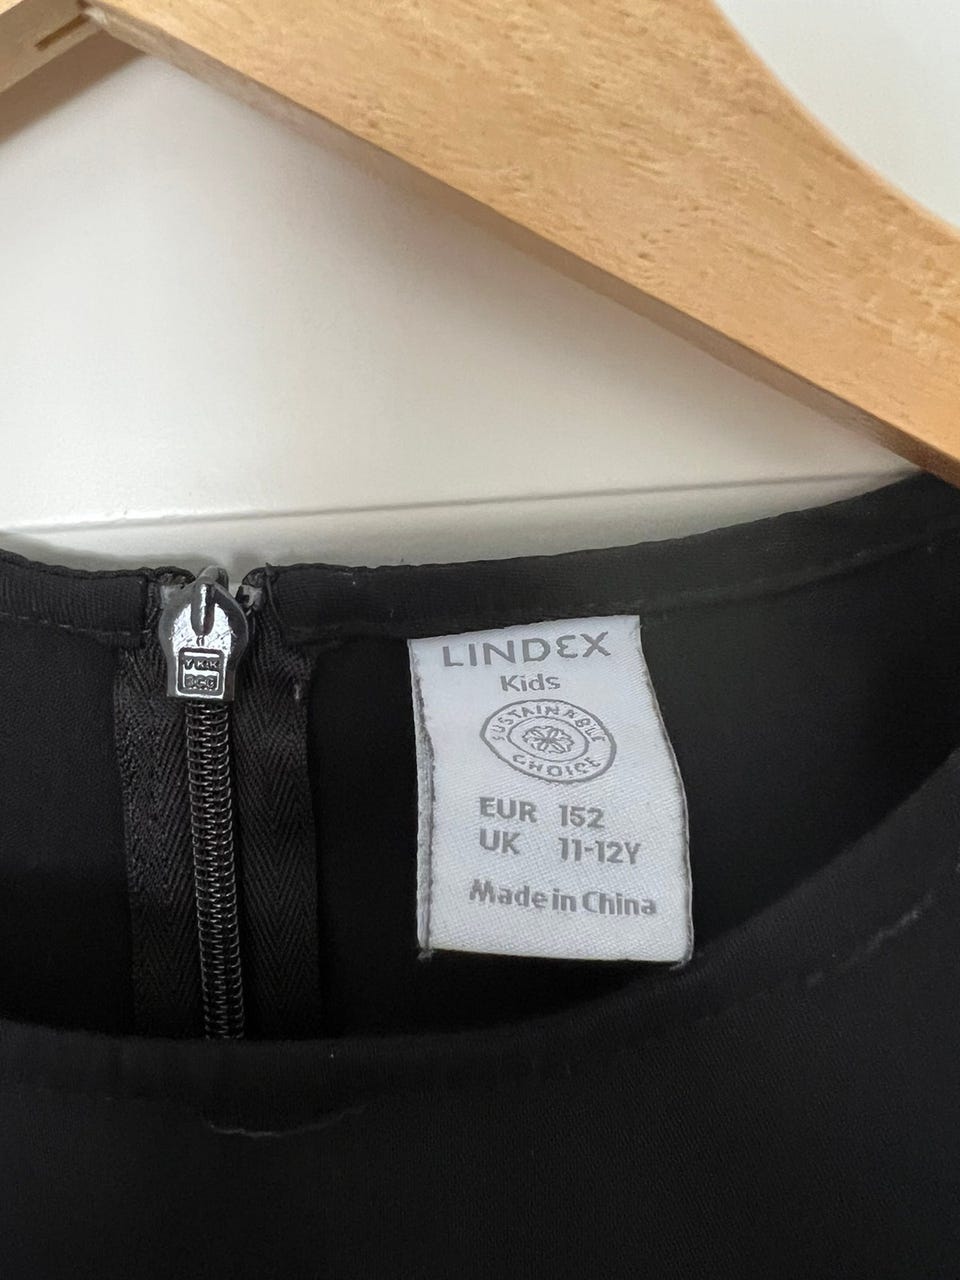 YKK
LINDEX
Kids
SUSTAINABLE
CHOICE
EUR 152
UK 11-12Y
Made in China